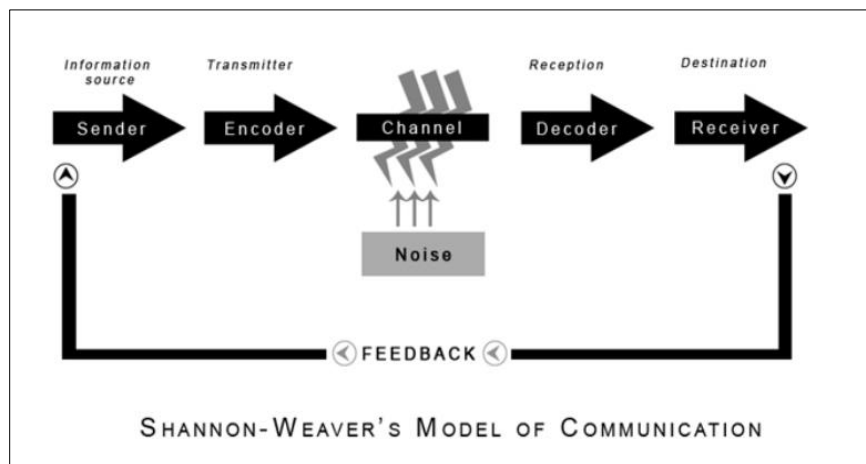 Information
source
Transmitter
Reception
Destination
Sender
Encoder
Channel
Decoder
Receiver
Noise
FEEDBACK
SHANNON-WEAVER'S MODEL OF COMMUNICATION